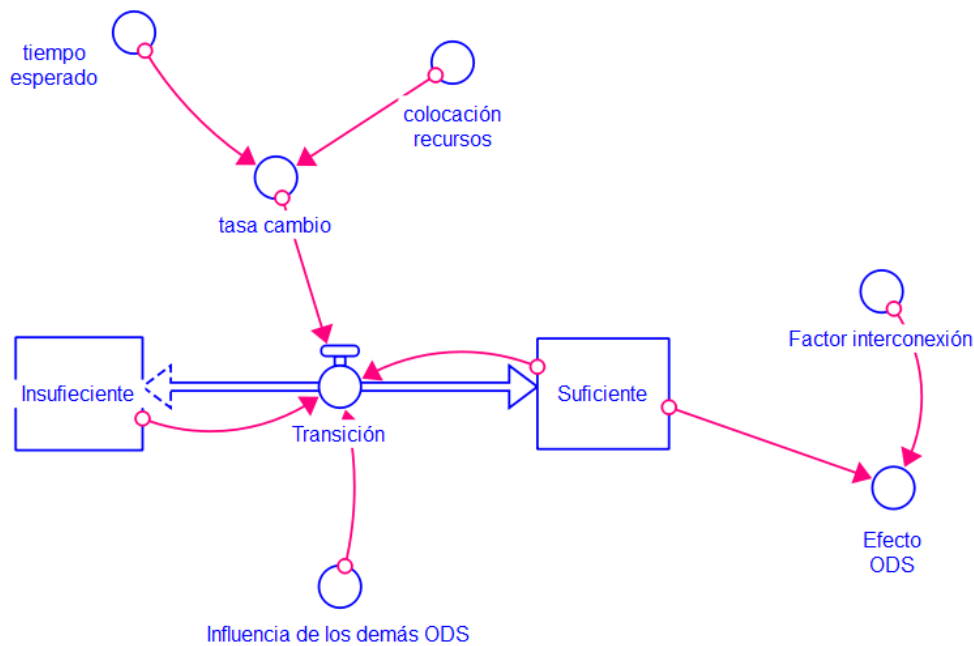 tiempo
esperado
colocación
recursos
tasa cambio
Factor interconexión
Insufieciente
Suficiente
Transición
Efecto
ODS
Influencia de los demás ODS